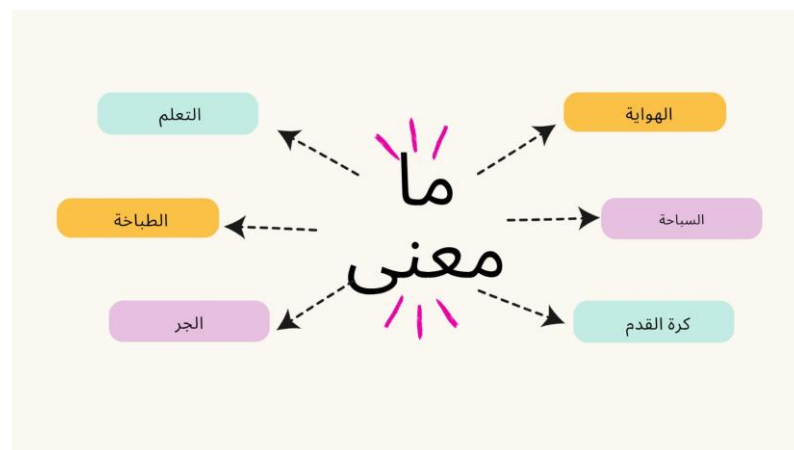 ما
معنى
الهواية
السباحة
كرة القدم
التعلم
الطباخة
الجر